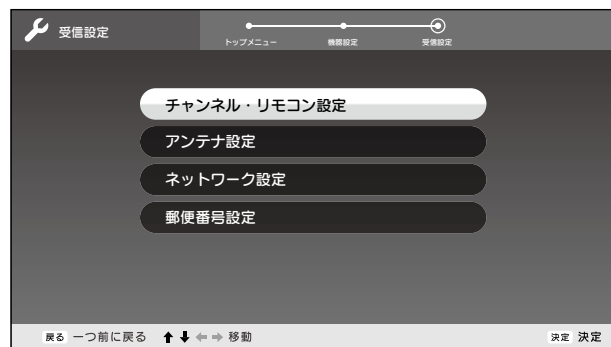 受信設定
トップメニュー 機器設定 受信設定
チャンネル・リモコン設定
アンテナ設定
ネットワーク設定
郵便番号設定
戻る 一つ前に戻る ↑ ↓ ← → 移動 決定 決定